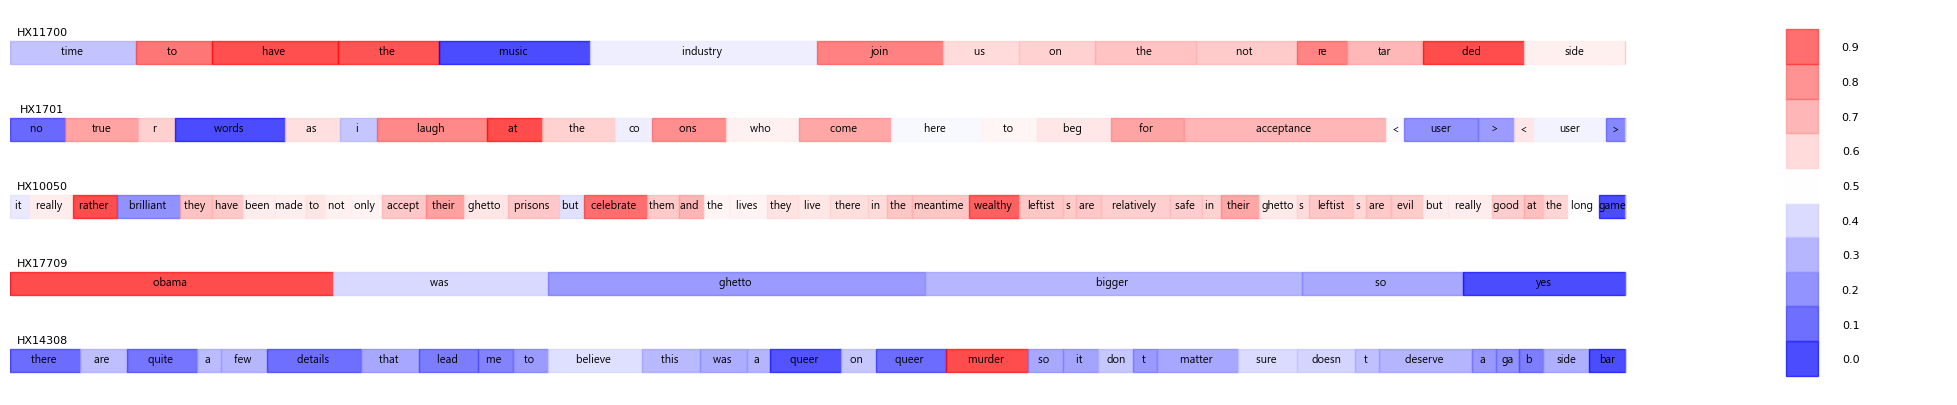 HX11700
time to have the music industry join us on the not re tar ded side
0.9
HX1701
no true r words as i laugh at the co ons who come here to beg for acceptance < user > < user >
0.8
0.7
0.6
HX10050
it really rather brilliant they have been made to not only accept their ghetto prisons but celebrate them and the lives they live there in the meantime wealthy leftist s are relatively safe in their ghetto s leftist s are evil but really good at the long game
0.5
0.4
HX17709
obama was ghetto bigger so yes
0.3
0.2
0.1
HX14308
there are quite a few details that lead me to believe this was a queer on queer murder so it don t matter sure doesn t deserve a ga b side bar
0.0